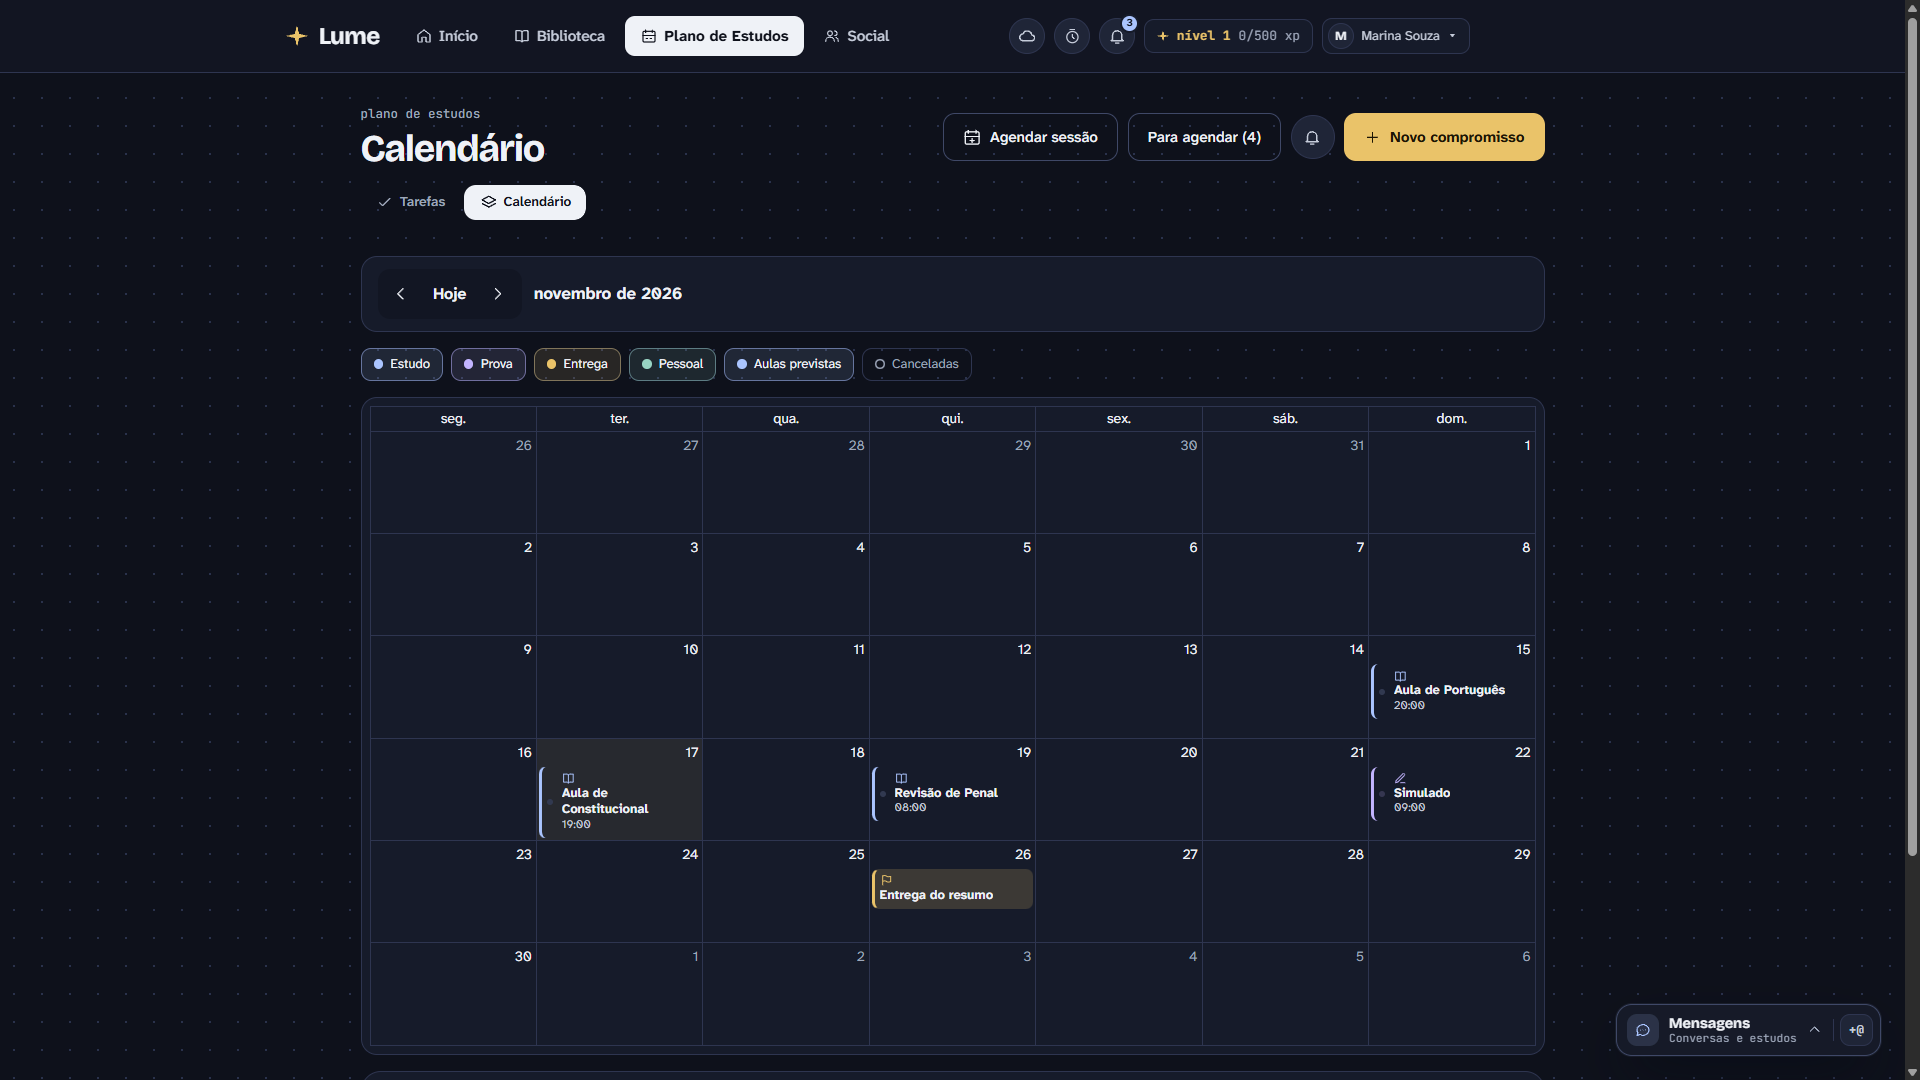 Lume
Início
Biblioteca
Plano de Estudos
Social
3
nível 1 0/500 xp
M
Marina Souza
plano de estudos
Calendário
Agendar sessão
Para agendar (4)
Novo compromisso
Tarefas
Calendário
Hoje
novembro de 2026
Estudo
Prova
Entrega
Pessoal
Aulas previstas
Canceladas
seg. ter. qua. qui. sex. sáb. dom.
26 27 28 29 30 31 1
2 3 4 5 6 7 8
9 10 11 12 13 14 15
Aula de Português
20:00
16 17 18 19 20 21 22
Aula de
Constitucional
19:00
Revisão de Penal
08:00
Simulado
09:00
23 24 25 26 27 28 29
Entrega do resumo
30 1 2 3 4 5 6
Mensagens
Conversas e estudos
+@